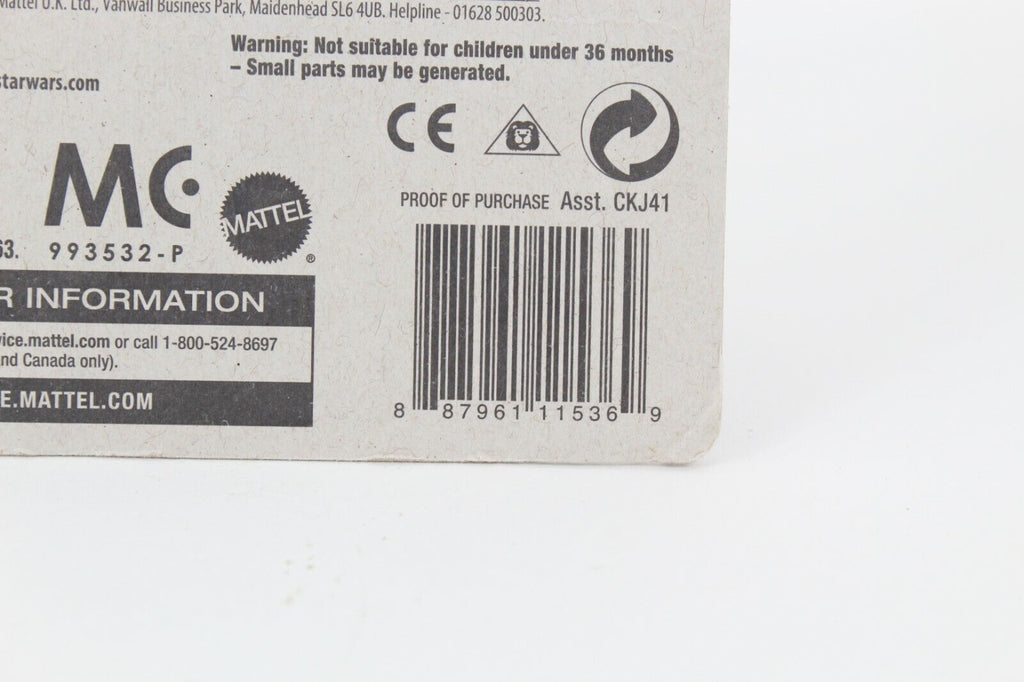 Mattel U.K. Ltd., Vanwall Business Park, Maidenhead SL6 4UB. Helpline - 01628 500303.
Warning: Not suitable for children under 36 months
– Small parts may be generated.
starwars.com
CE
MC
MATTEL
®
PROOF OF PURCHASE Asst. CKJ41
63. 993532-P
R INFORMATION
vice.mattel.com or call 1-800-524-8697
nd Canada only).
E.MATTEL.COM
8 87961 11536 9